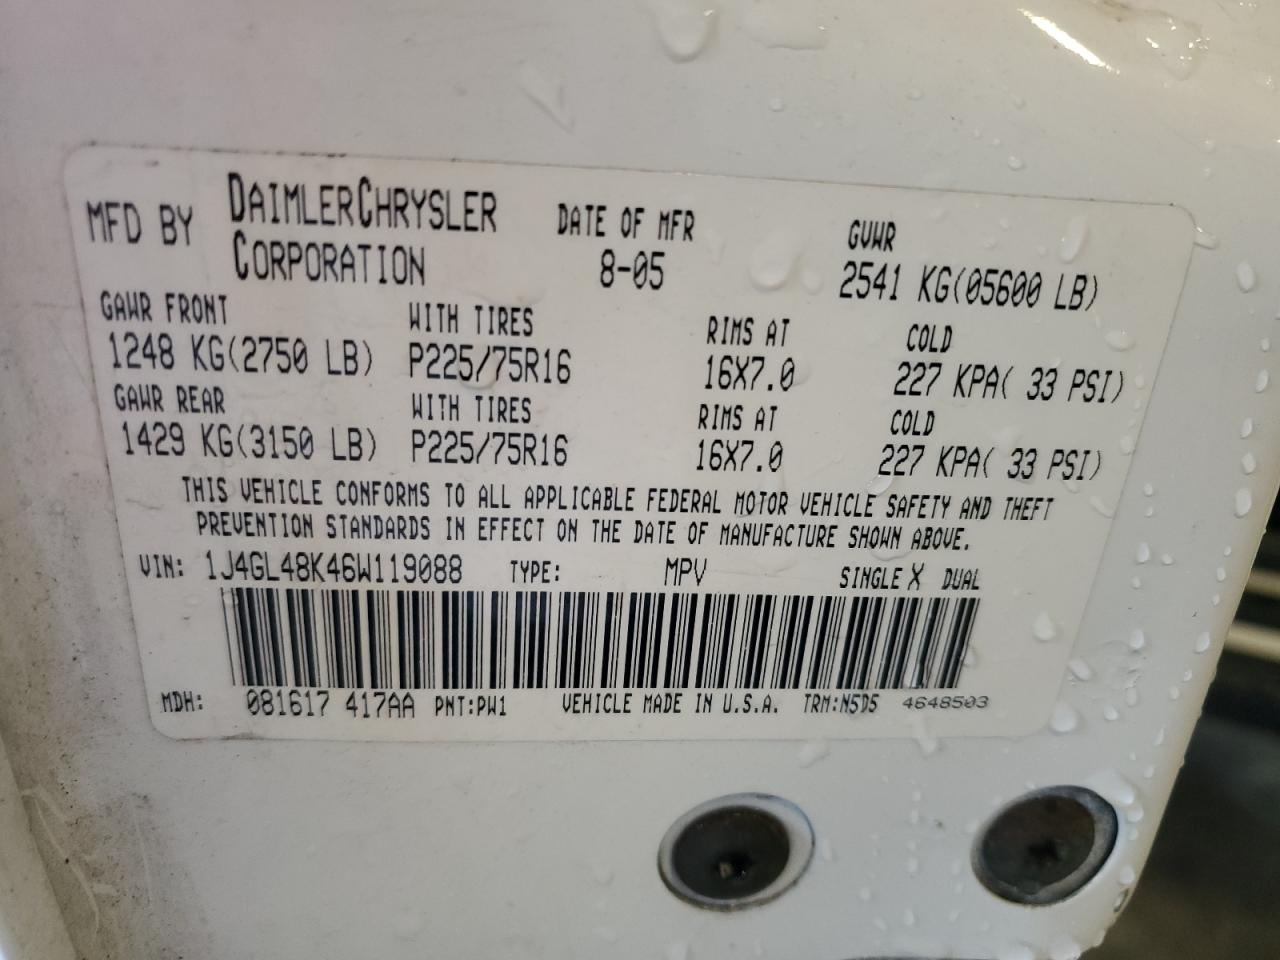 MFD BY DAIMLERCHRYSLER CORPORATION DATE OF MFR 8-05 GVWR 2541 KG(05600 LB)
GAWR FRONT WITH TIRES RIMS AT COLD
1248 KG(2750 LB) P225/75R16 16X7.0 227 KPA( 33 PSI)
GAWR REAR WITH TIRES RIMS AT COLD
1429 KG(3150 LB) P225/75R16 16X7.0 227 KPA( 33 PSI)
THIS VEHICLE CONFORMS TO ALL APPLICABLE FEDERAL MOTOR VEHICLE SAFETY AND THEFT
PREVENTION STANDARDS IN EFFECT ON THE DATE OF MANUFACTURE SHOWN ABOVE.
VIN: 1J4GL48K46W119088 TYPE: MPV SINGLE X DUAL
MDH: 081617 417AA PNT:PW1 VEHICLE MADE IN U.S.A. TRM:N5D5 4648503